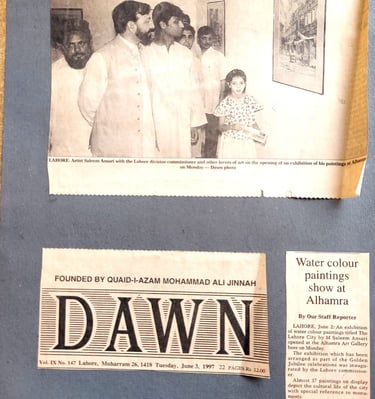 LAHORE: Artist Saleem Ansari with the Lahore division commissioner and other lovers of art on the opening of an exhibition of his paintings at Alhamra
on Monday — Dawn photo
FOUNDED BY QUAID-I-AZAM MOHAMMAD ALI JINNAH
DAWN
Vol. LI No. 147 Lahore, Muharram 26, 1418 Tuesday, June 3, 1997 22 PAGES Rs 12.00
Water colour
paintings
show at
Alhamra
By Our Staff Reporter
LAHORE, June 2: An exhibition
of water colour paintings titled The
Lahore City by M Saleem Ansari
opened at the Alhamra Art Gallery
here on Monday.
The exhibition which has been
arranged as part of the Golden
Jubilee celebrations was inaugu-
rated by the Lahore commission-
er.
Almost 37 paintings on display
depict the cultural life of the city
with special reference to monu-